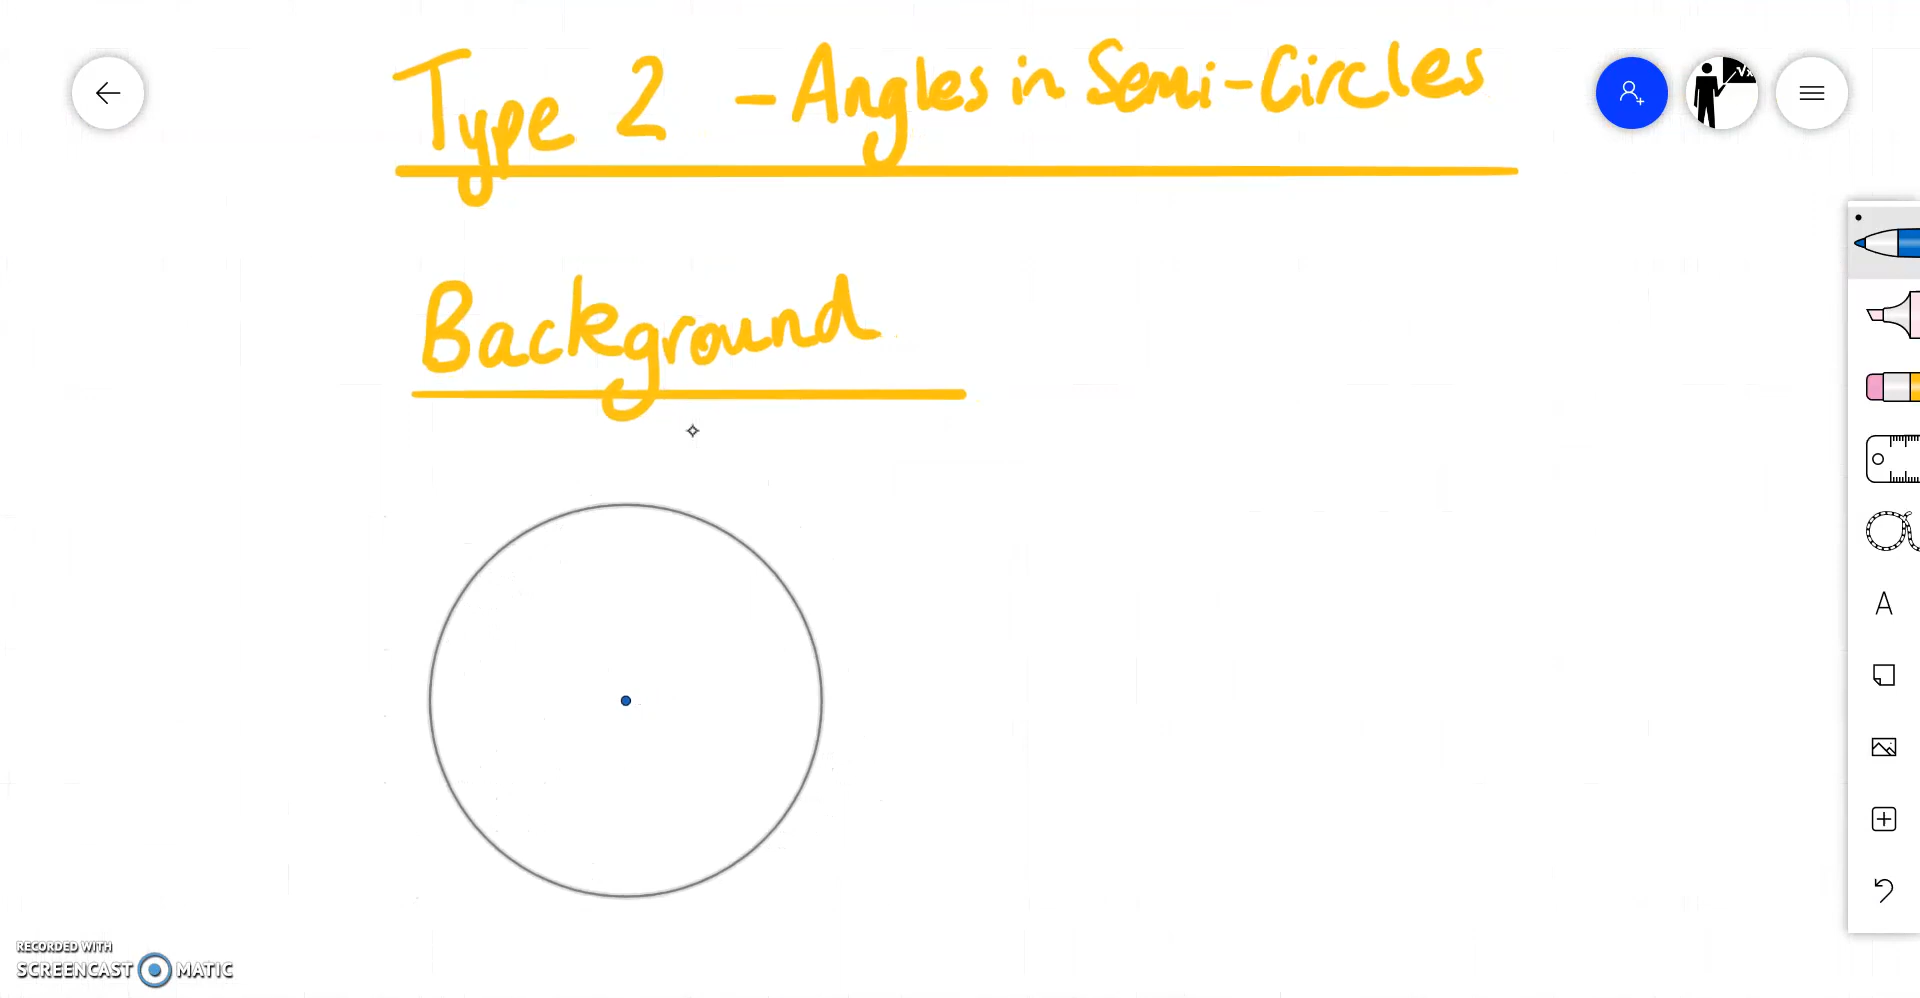 Type 2 - Angles in Semi-Circles
√x
Background
A
RECORDED WITH
SCREENCAST MATIC